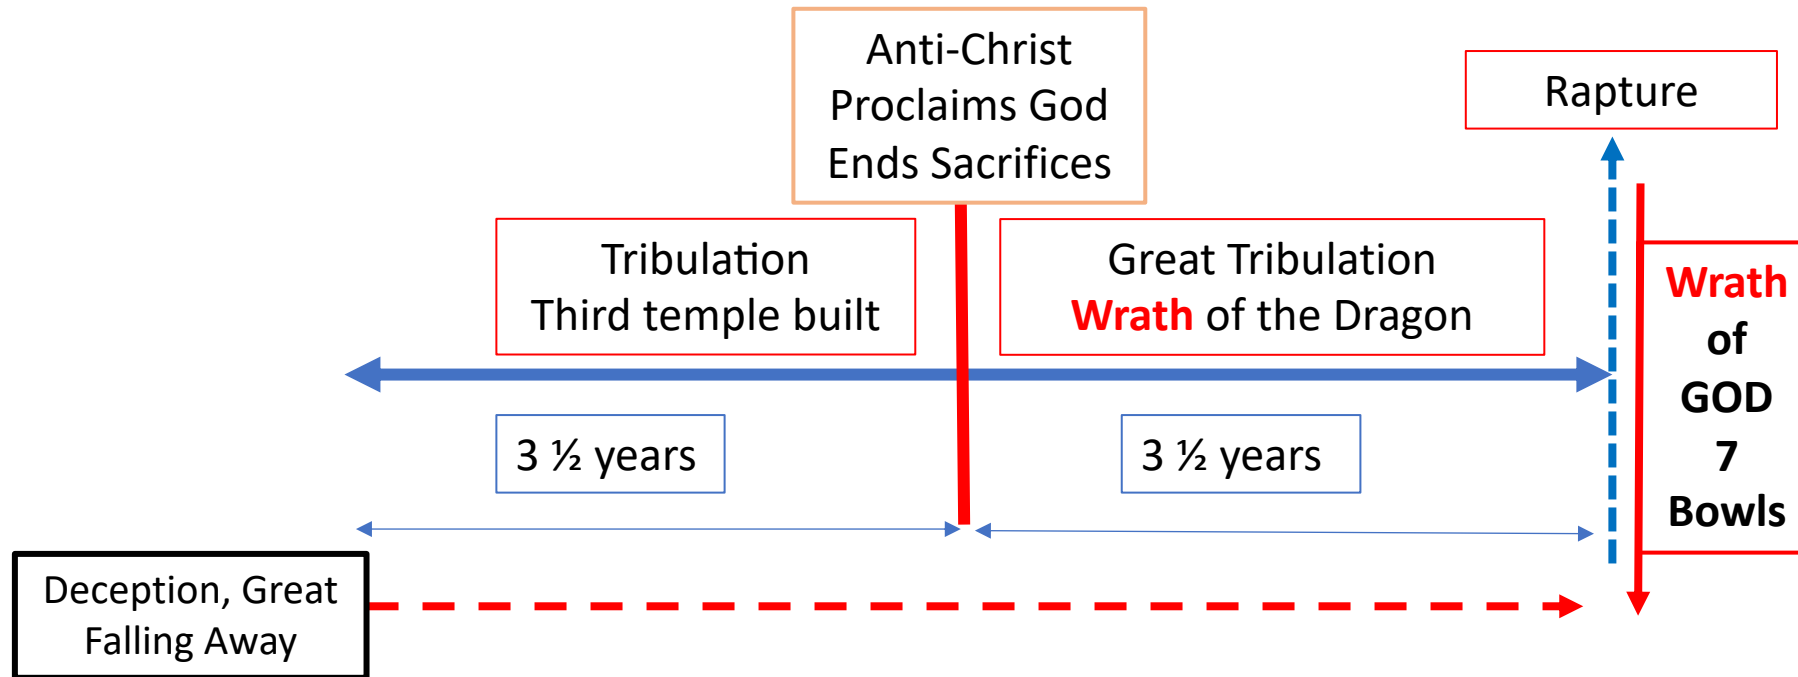 Anti-Christ
Proclaims God
Ends Sacrifices
Rapture
Tribulation
Third temple built
Great Tribulation
Wrath of the Dragon
Wrath
of
GOD
7
Bowls
3 ½ years
3 ½ years
Deception, Great
Falling Away